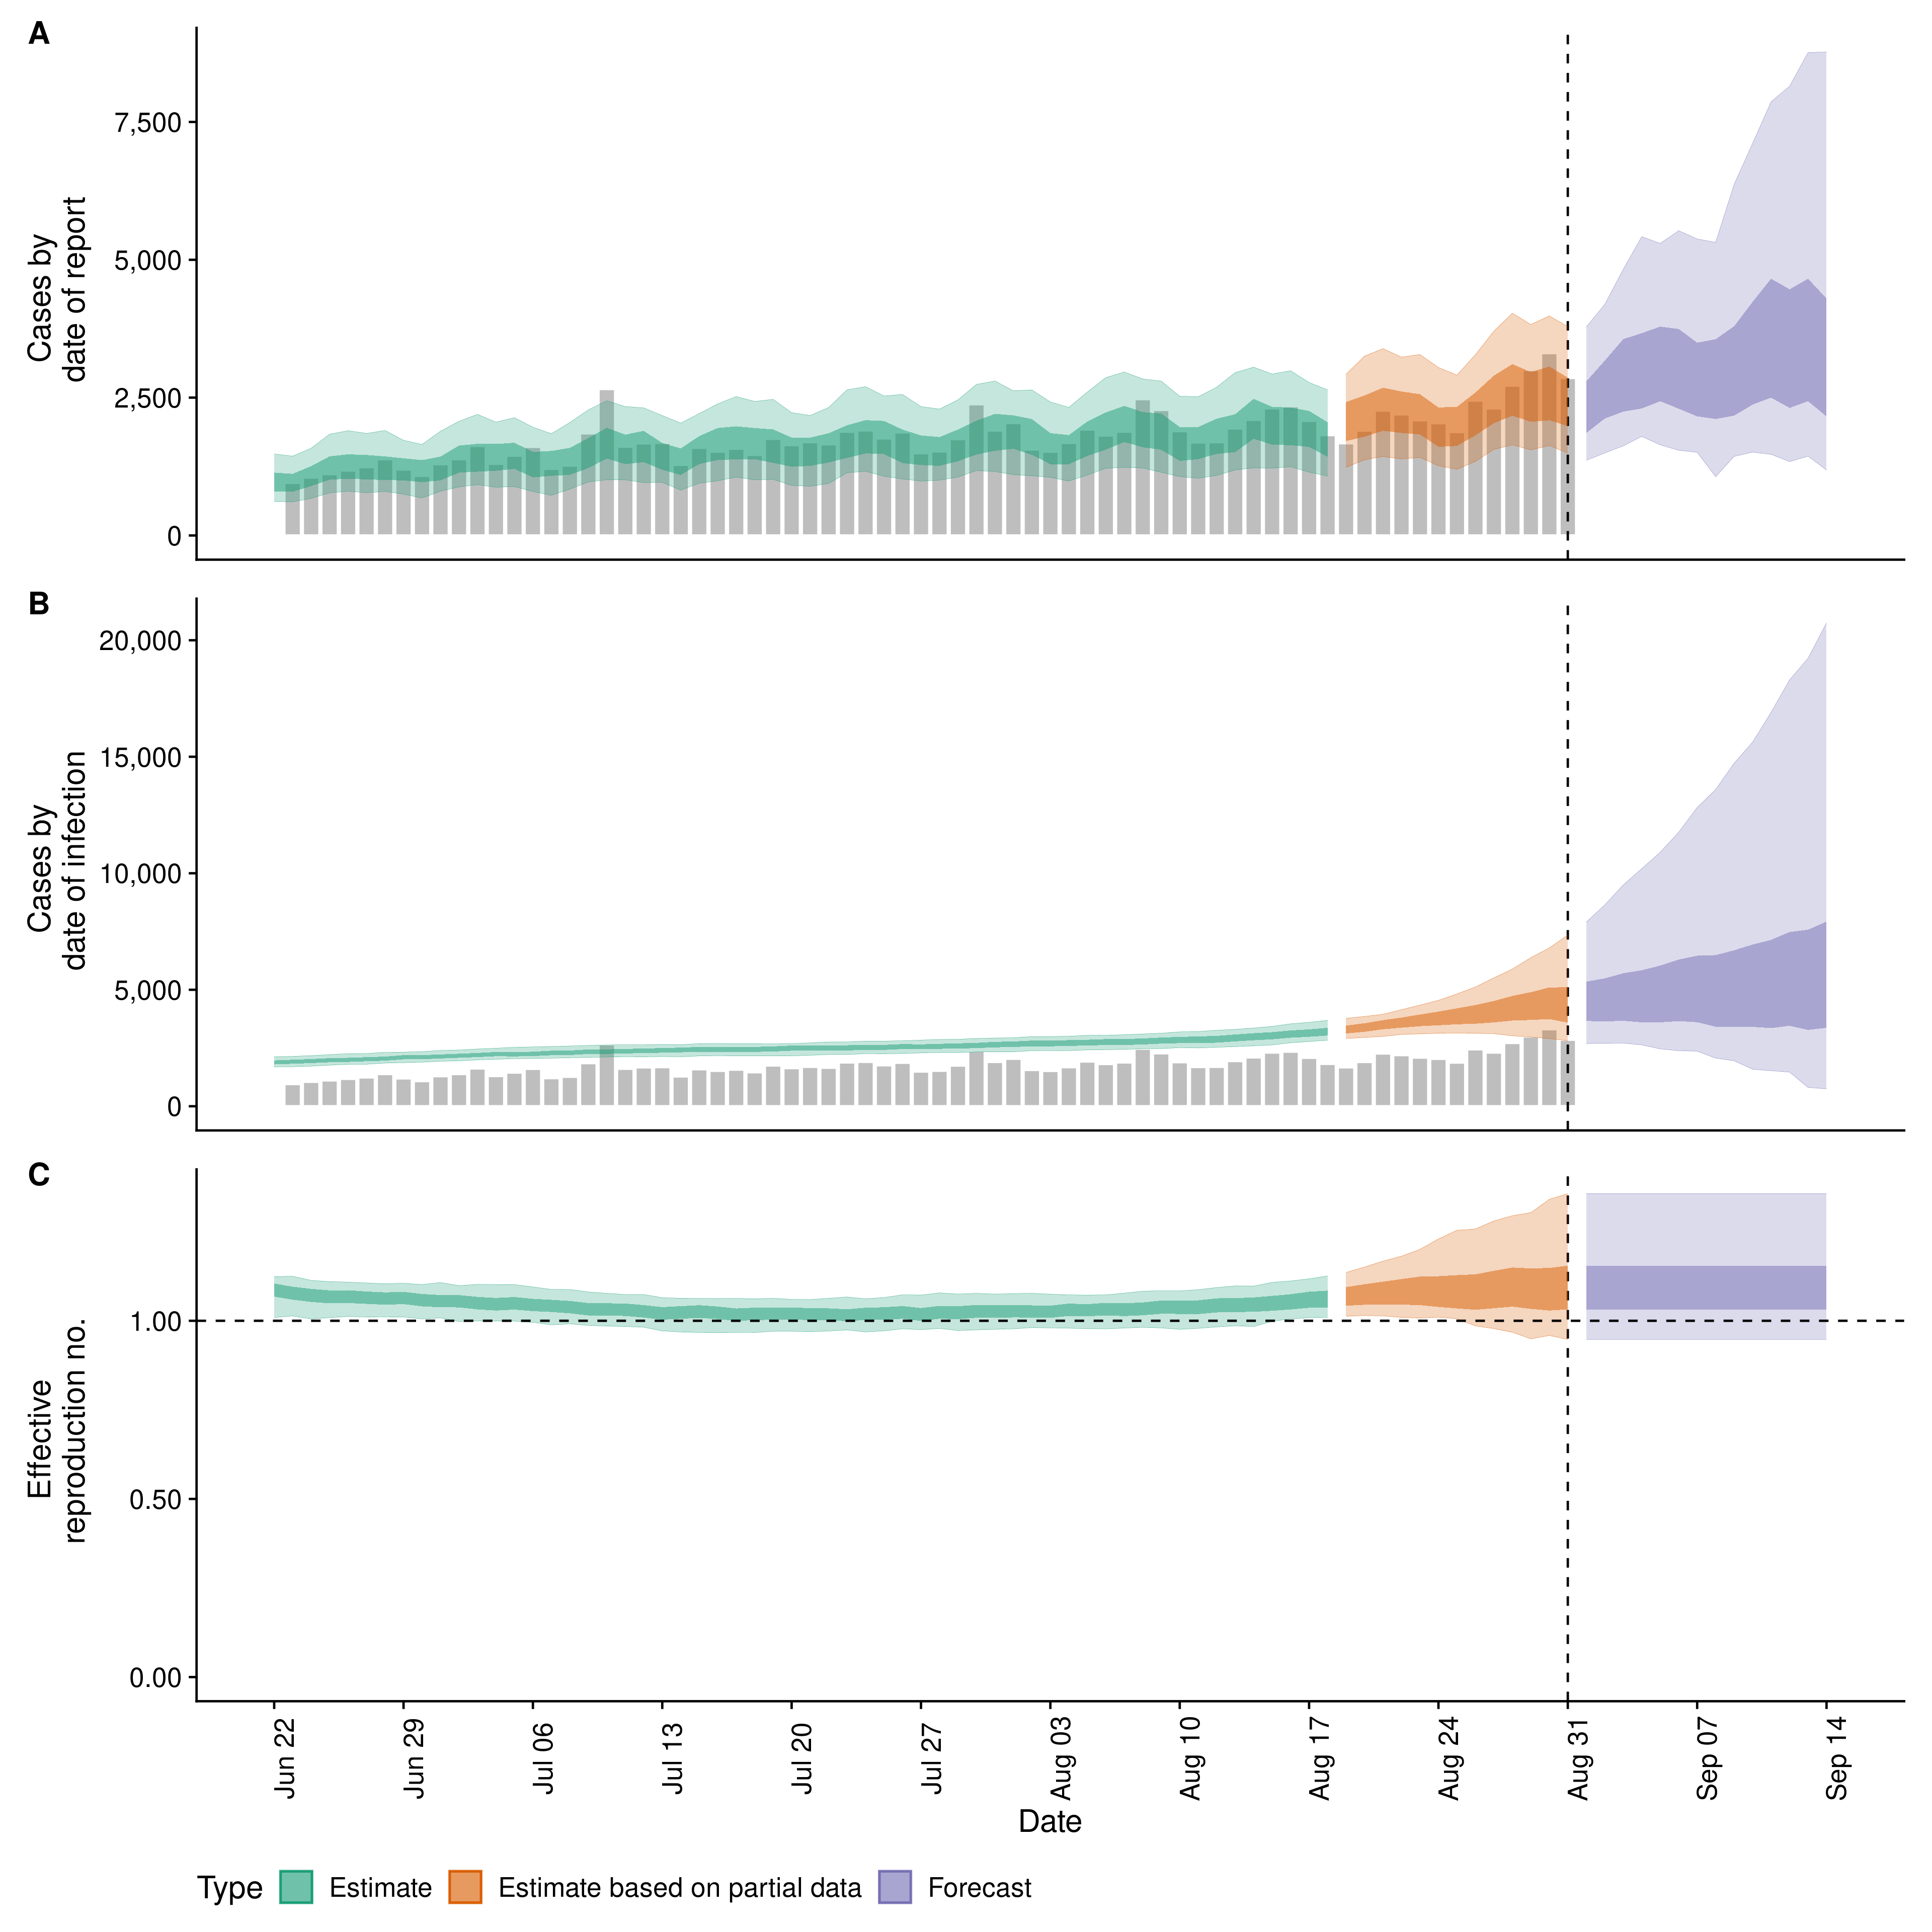 A
Cases by
date of report
7,500
5,000
2,500
0
B
Cases by
date of infection
20,000
15,000
10,000
5,000
0
C
Effective
reproduction no.
1.00
0.50
0.00
Jun 22
Jun 29
Jul 06
Jul 13
Jul 20
Jul 27
Aug 03
Aug 10
Aug 17
Aug 24
Aug 31
Sep 07
Sep 14
Date
Type Estimate Estimate based on partial data Forecast